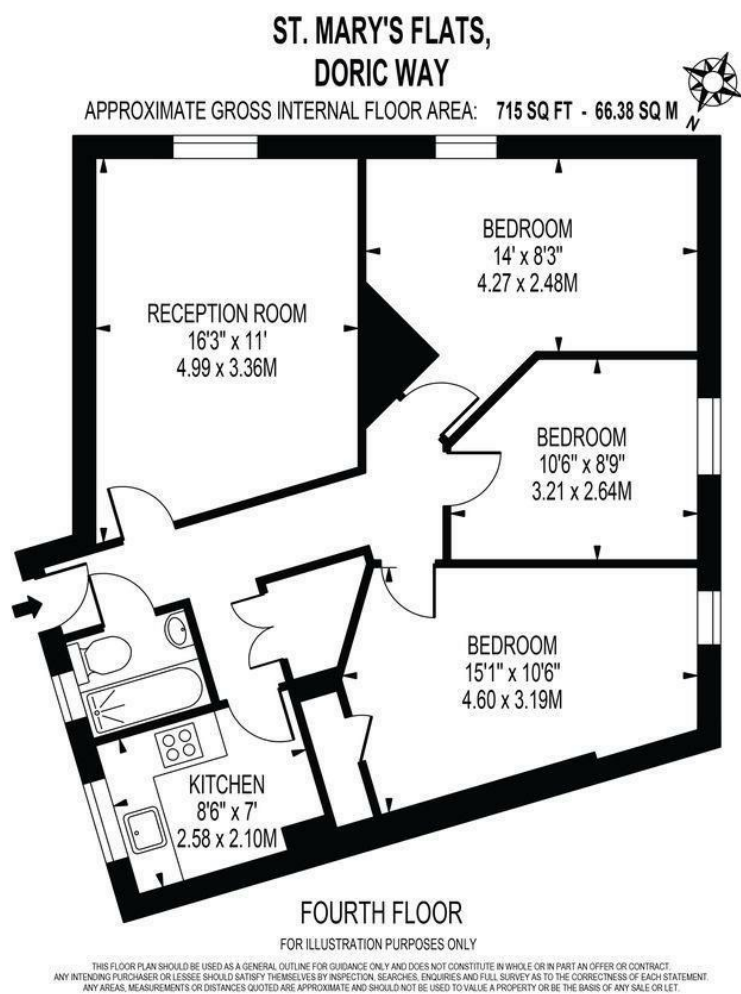 ST. MARY'S FLATS,
DORIC WAY
APPROXIMATE GROSS INTERNAL FLOOR AREA: 715 SQ FT - 66.38 SQ M
N
BEDROOM
14' x 8'3"
4.27 x 2.48M
RECEPTION ROOM
16'3" x 11'
4.99 x 3.36M
BEDROOM
10'6" x 8'9"
3.21 x 2.64M
BEDROOM
15'1" x 10'6"
4.60 x 3.19M
KITCHEN
8'6" x 7'
2.58 x 2.10M
FOURTH FLOOR
FOR ILLUSTRATION PURPOSES ONLY
THIS FLOOR PLAN SHOULD BE USED AS A GENERAL OUTLINE FOR GUIDANCE ONLY AND DOES NOT CONSTITUTE IN WHOLE OR IN PART AN OFFER OR CONTRACT.
ANY INTENDING PURCHASER OR LESSEE SHOULD SATISFY THEMSELVES BY INSPECTION, SEARCHES, ENQUIRIES AND FULL SURVEY AS TO THE CORRECTNESS OF EACH STATEMENT.
ANY AREAS, MEASUREMENTS OR DISTANCES QUOTED ARE APPROXIMATE AND SHOULD NOT BE USED TO VALUE A PROPERTY OR BE THE BASIS OF ANY SALE OR LET.